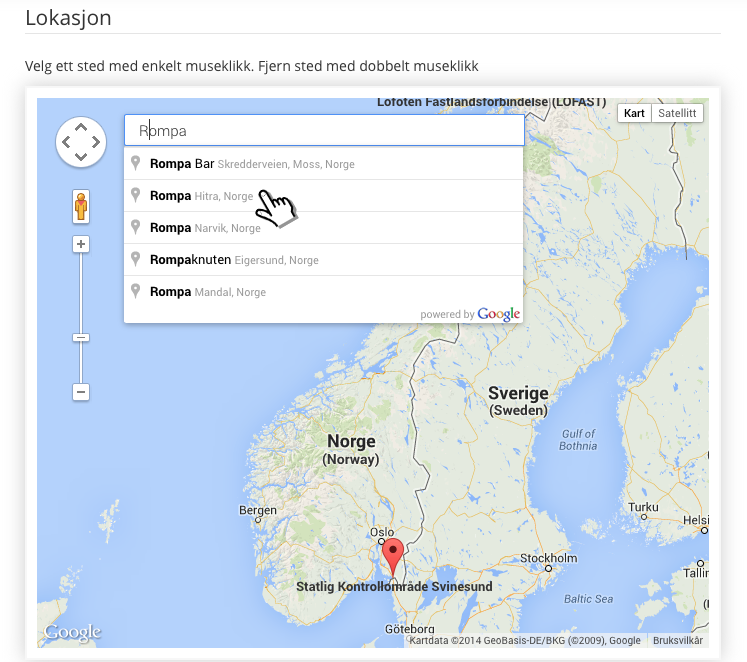 Lokasjon
Velg ett sted med enkelt museklikk. Fjern sted med dobbelt museklikk
Lofoten Fastlandsforbindelse (LOFAST)
Kart Satellitt
Rompa
Rompa Bar Skredderveien, Moss, Norge
Rompa Hitra, Norge
Rompa Narvik, Norge
Rompaknuten Eigersund, Norge
Rompa Mandal, Norge
powered by Google
Sverige
(Sweden)
Norge
(Norway)
Gulf of
Bothnia
Bergen
Turku
Helsi
Oslo
Stockholm
Tallin
Statlig Kontrollområde Svinesund
Baltic Sea
Göteborg
Google
Kartdata ©2014 GeoBasis-DE/BKG (©2009), Google Bruksvilkår